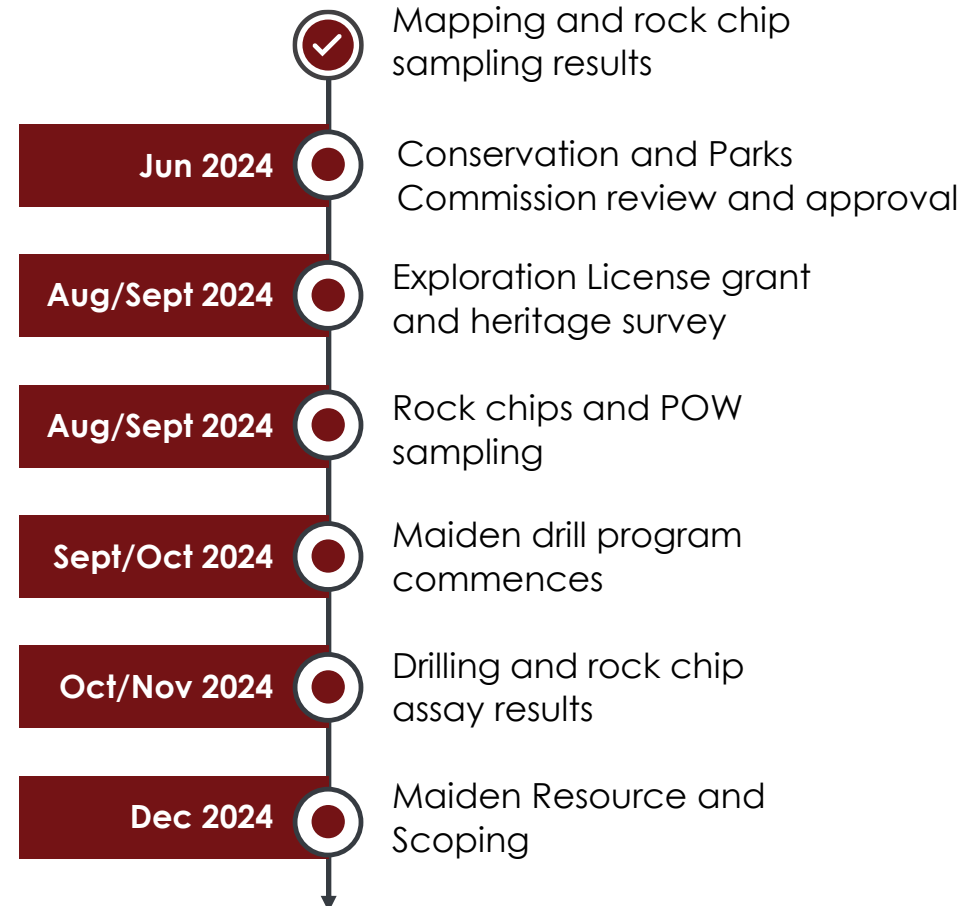 Mapping and rock chip
sampling results
Jun 2024
Conservation and Parks
Commission review and approval
Aug/Sept 2024
Exploration License grant
and heritage survey
Aug/Sept 2024
Rock chips and POW
sampling
Sept/Oct 2024
Maiden drill program
commences
Oct/Nov 2024
Drilling and rock chip
assay results
Dec 2024
Maiden Resource and
Scoping